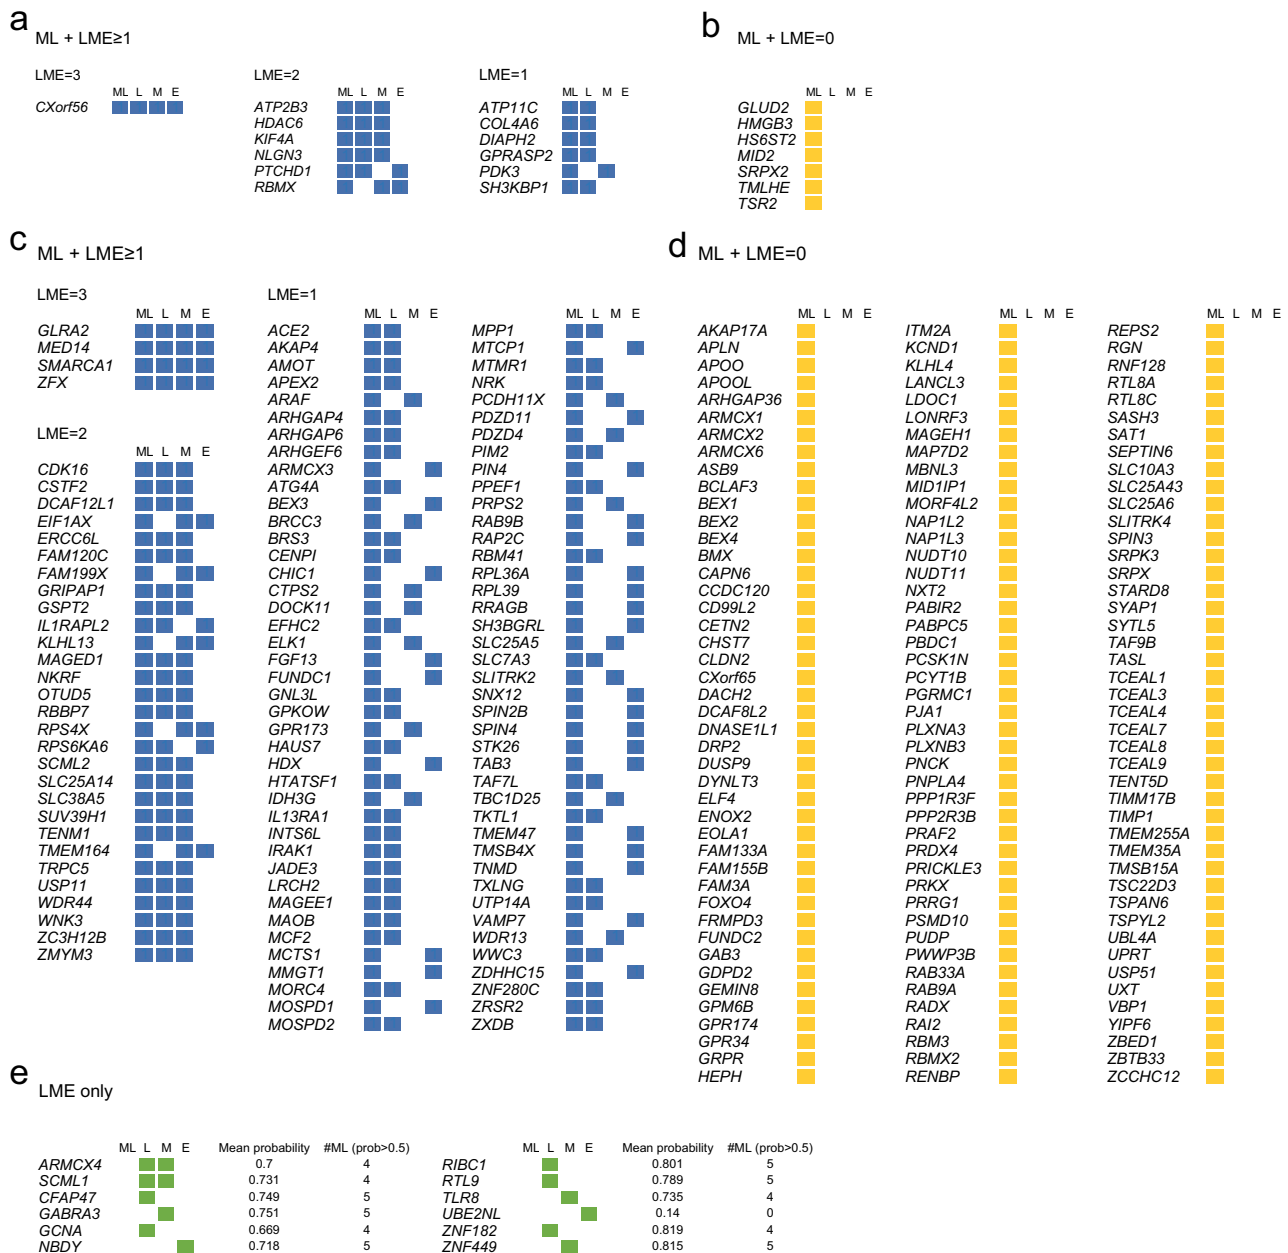 a
ML + LME≥1
LME=3
ML L M E
CXorf56
LME=2
ML L M E
ATP2B3
HDAC6
KIF4A
NLGN3
PTCHD1
RBMX
LME=1
ML L M E
ATP11C
COL4A6
DIAPH2
GPRASP2
PDK3
SH3KBP1
b
ML + LME=0
ML L M E
GLUD2
HMGB3
HS6ST2
MID2
SRPX2
TMLHE
TSR2
c
ML + LME≥1
LME=3
ML L M E
GLRA2
MED14
SMARCA1
ZFX
LME=2
ML L M E
CDK16
CSTF2
DCAF12L1
EIF1AX
ERCC6L
FAM120C
FAM199X
GRIPAP1
GSPT2
IL1RAPL2
KLHL13
MAGED1
NKRF
OTUD5
RBBP7
RPS4X
RPS6KA6
SCML2
SLC25A14
SLC38A5
SUV39H1
TENM1
TMEM164
TRPC5
USP11
WDR44
WNK3
ZC3H12B
ZMYM3
LME=1
ML L M E
ACE2
AKAP4
AMOT
APEX2
ARAF
ARHGAP4
ARHGAP6
ARHGEF6
ARMCX3
ATG4A
BEX3
BRCC3
BRS3
CENPI
CHIC1
CTPS2
DOCK11
EFHC2
ELK1
FGF13
FUNDC1
GNL3L
GPKOW
GPR173
HAUS7
HDX
HTATSF1
IDH3G
IL13RA1
INTS6L
IRAK1
JADE3
LRCH2
MAGEE1
MAOB
MCF2
MCTS1
MMGT1
MORC4
MOSPD1
MOSPD2
ML L M E
MPP1
MTCP1
MTMR1
NRK
PCDH11X
PDZD11
PDZD4
PIM2
PIN4
PPEF1
PRPS2
RAB9B
RAP2C
RBM41
RPL36A
RPL39
RRAGB
SH3BGRL
SLC25A5
SLC7A3
SLITRK2
SNX12
SPIN2B
SPIN4
STK26
TAB3
TAF7L
TBC1D25
TKTL1
TMEM47
TMSB4X
TNMD
TXLNG
UTP14A
VAMP7
WDR13
WWC3
ZDHHC15
ZNF280C
ZRSR2
ZXDB
d
ML + LME=0
ML L M E
AKAP17A
APLN
APOO
APOOL
ARHGAP36
ARMCX1
ARMCX2
ARMCX6
ASB9
BCLAF3
BEX1
BEX2
BEX4
BMX
CAPN6
CCDC120
CD99L2
CETN2
CHST7
CLDN2
CXorf65
DACH2
DCAF8L2
DNASE1L1
DRP2
DUSP9
DYNLT3
ELF4
ENOX2
EOLA1
FAM133A
FAM155B
FAM3A
FOXO4
FRMPD3
FUNDC2
GAB3
GDPD2
GEMIN8
GPM6B
GPR174
GPR34
GRPR
HEPH
ML L M E
ITM2A
KCND1
KLHL4
LANCL3
LDOC1
LONRF3
MAGEH1
MAP7D2
MBNL3
MID1IP1
MORF4L2
NAP1L2
NAP1L3
NUDT10
NUDT11
NXT2
PABIR2
PABPC5
PBDC1
PCSK1N
PCYT1B
PGRMC1
PJA1
PLXNA3
PLXNB3
PNCK
PNPLA4
PPP1R3F
PPP2R3B
PRAF2
PRDX4
PRICKLE3
PRKX
PRRG1
PSMD10
PUDP
PWWP3B
RAB33A
RAB9A
RADX
RAI2
RBM3
RBMX2
RENBP
ML L M E
REPS2
RGN
RNF128
RTL8A
RTL8C
SASH3
SAT1
SEPTIN6
SLC10A3
SLC25A43
SLC25A6
SLITRK4
SPIN3
SRPK3
SRPX
STARD8
SYAP1
SYTL5
TAF9B
TASL
TCEAL1
TCEAL3
TCEAL4
TCEAL7
TCEAL8
TCEAL9
TENT5D
TIMM17B
TIMP1
TMEM255A
TMEM35A
TMSB15A
TSC22D3
TSPAN6
TSPYL2
UBL4A
UPRT
USP51
UXT
VBP1
YIPF6
ZBED1
ZBTB33
ZCCHC12
e
LME only
ML L M E Mean probability #ML (prob>0.5)
ARMCX4 0.7 4
SCML1 0.731 4
CFAP47 0.749 5
GABRA3 0.751 5
GCNA 0.669 4
NBDY 0.718 5
ML L M E Mean probability #ML (prob>0.5)
RIBC1 0.801 5
RTL9 0.789 5
TLR8 0.735 4
UBE2NL 0.14 0
ZNF182 0.819 4
ZNF449 0.815 5